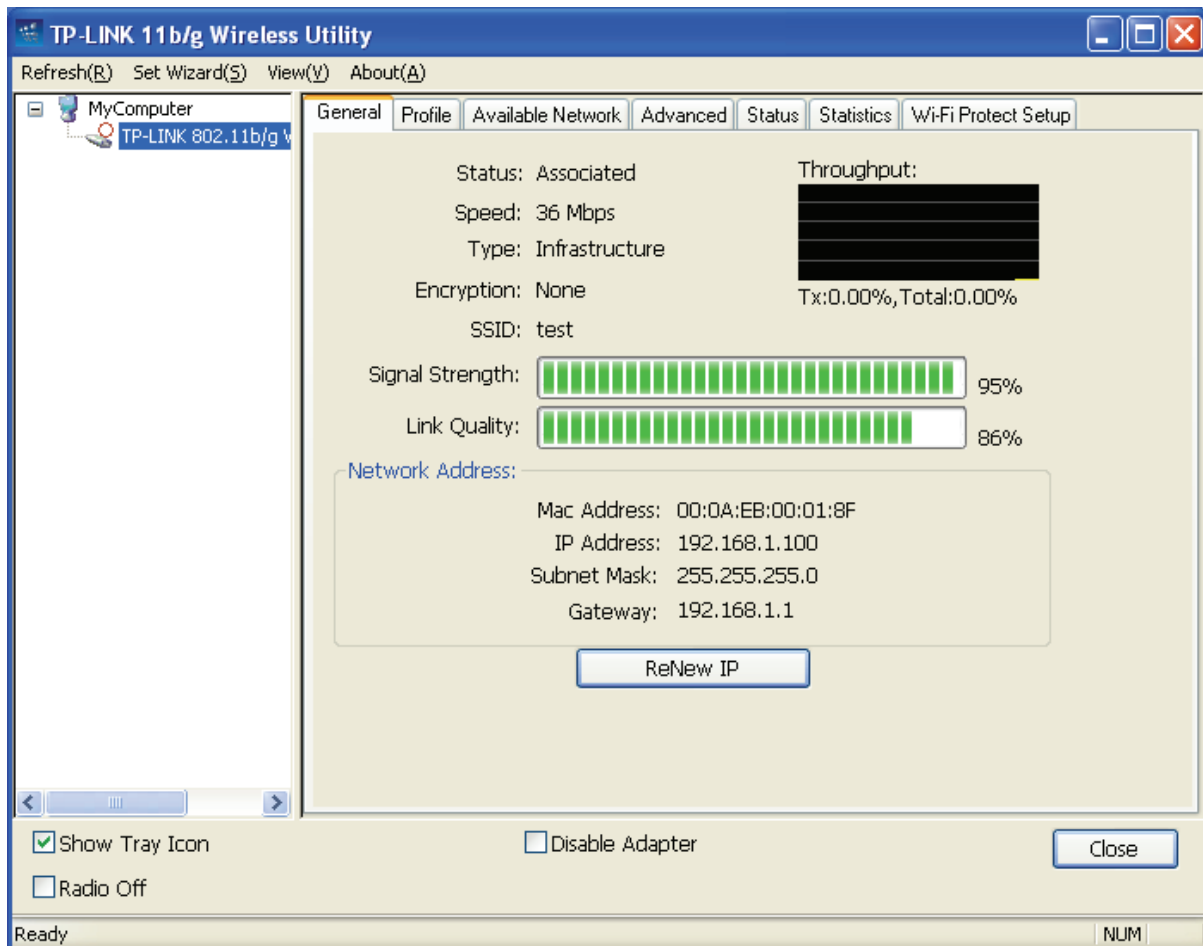 TP-LINK 11b/g Wireless Utility
Refresh(R) Set Wizard(S) View(V) About(A)
MyComputer
TP-LINK 802.11b/g
General Profile Available Network Advanced Status Statistics Wi-Fi Protect Setup
Status: Associated
Speed: 36 Mbps
Type: Infrastructure
Encryption: None
SSID: test
Throughput:
Tx:0.00%,Total:0.00%
Signal Strength: 95%
Link Quality: 86%
Network Address:
Mac Address: 00:0A:EB:00:01:8F
IP Address: 192.168.1.100
Subnet Mask: 255.255.255.0
Gateway: 192.168.1.1
ReNew IP
Show Tray Icon
Disable Adapter
Close
Radio Off
Ready
NUM